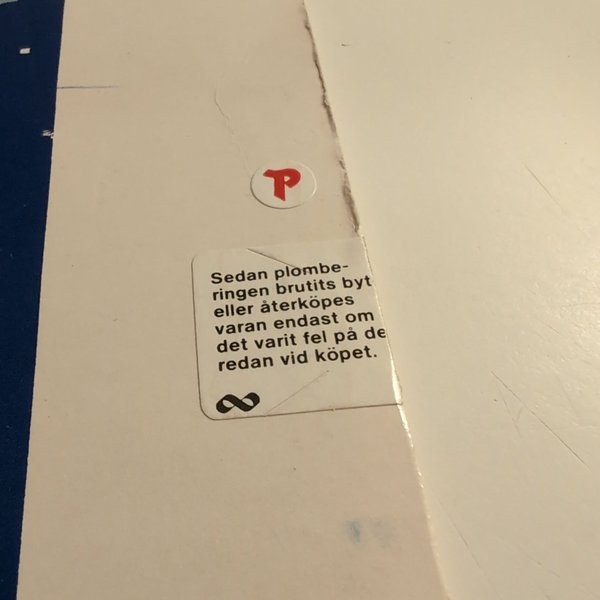 P
Sedan plombe-
ringen brutits byt
eller återköpes
varan endast om
det varit fel på de
redan vid köpet.